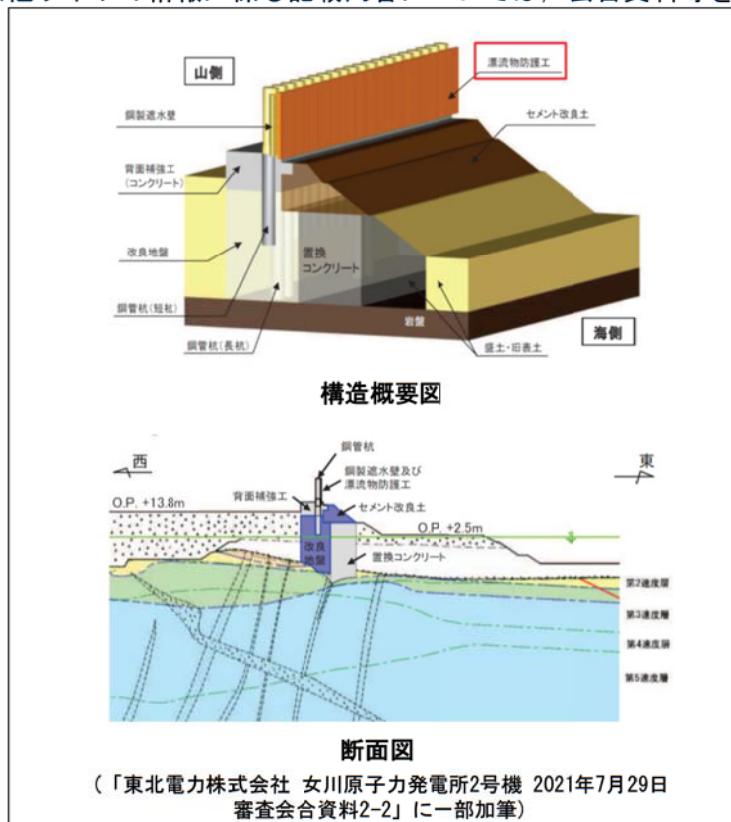 山側
漂流物防護工
鋼製遮水壁
セメント改良土
背面補強工
(コンクリート)
改良地盤
置換
コンクリート
鋼管杭(短杭)
岩盤
海側
鋼管杭(長杭)
盛土・旧表土
構造概要図
鋼管杭
西
鋼製遮水壁及び
漂流物防護工
東
背面補強工
セメント改良土
O.P. +13.8m
O.P. +2.5m
改良
地盤
置換コンクリート
第2速度層
第3速度層
第4速度層
第5速度層
断面図
(「東北電力株式会社 女川原子力発電所2号機 2021年7月29日
審査会合資料2-2」に一部加筆)